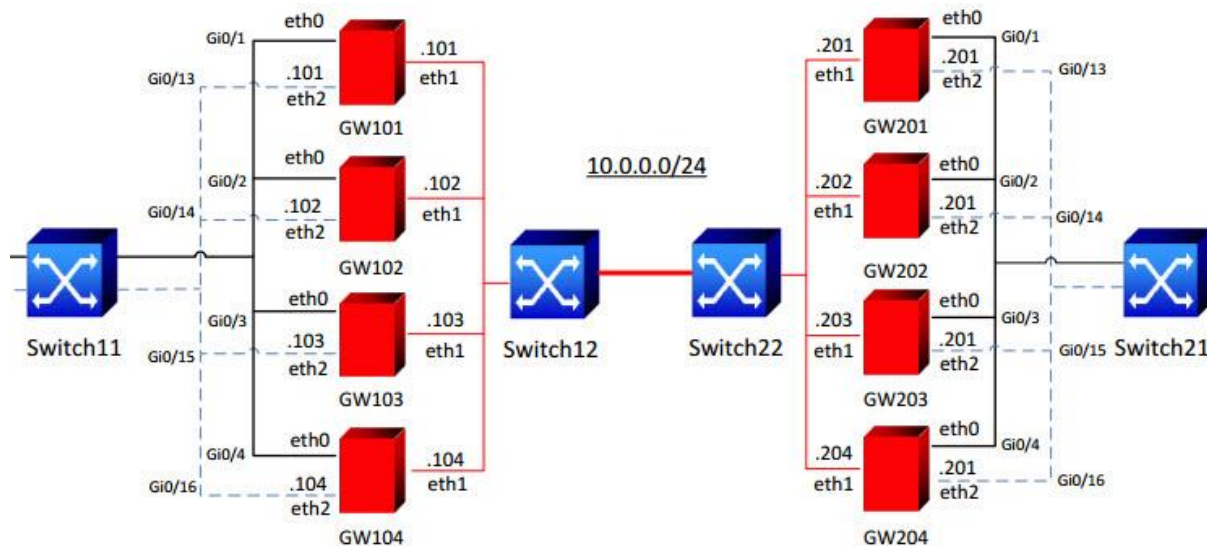 eth0
Gi0/1
.101
.101
eth1
Gi0/13
eth2
GW101
eth0
Gi0/2
.102
.102
eth1
Gi0/14
eth2
GW102
eth0
Gi0/3
.103
.103
eth1
Gi0/15
eth2
GW103
eth0
Gi0/4
.104
.104
eth1
Gi0/16
eth2
GW104
Switch11
Switch12
10.0.0.0/24
Switch22
Switch21
eth0
.201
Gi0/1
eth1
.201
Gi0/13
eth2
GW201
eth0
.202
Gi0/2
eth1
.201
Gi0/14
eth2
GW202
eth0
.203
Gi0/3
eth1
.201
Gi0/15
eth2
GW203
eth0
.204
Gi0/4
eth1
.201
Gi0/16
eth2
GW204